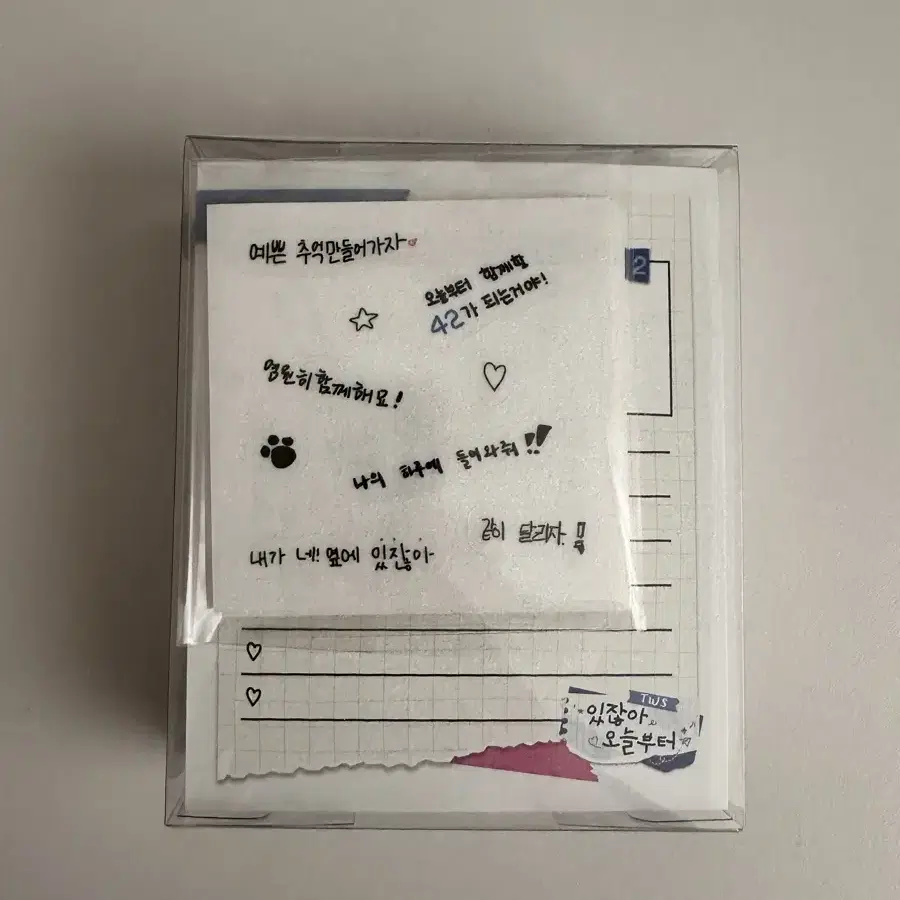 예쁜 추억만들어가자
오늘부터 함께할
42가 되는거야!
2
영원히함께해요!
나의 하루에 들어와줘!!
같이 달리자!
내가 네! 옆에 있잖아
TWS
있잖아
오늘부터